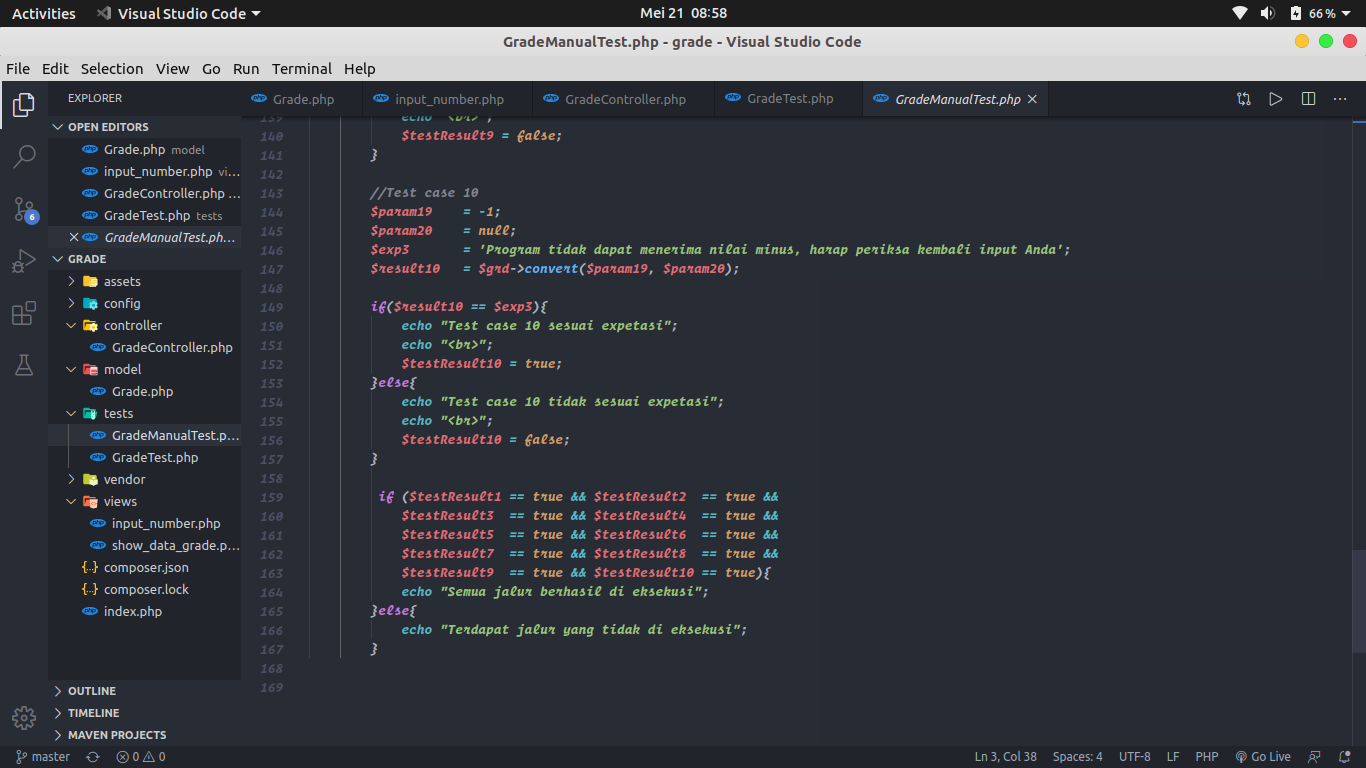 Activities Visual Studio Code Mei 21 08:58 66 %
GradeManualTest.php - grade - Visual Studio Code
File Edit Selection View Go Run Terminal Help
EXPLORER
OPEN EDITORS
Grade.php model
input_number.php vi...
GradeController.php ...
GradeTest.php tests
GradeManualTest.ph...
GRADE
assets
config
controller
GradeController.php
model
Grade.php
tests
GradeManualTest.p...
GradeTest.php
vendor
views
input_number.php
show_data_grade.p...
composer.json
composer.lock
index.php
OUTLINE
TIMELINE
MAVEN PROJECTS
6
Grade.php input_number.php GradeController.php GradeTest.php GradeManualTest.php
139 echo "<br>";
140 $testResult9 = false;
141 }
142
143 //Test case 10
144 $param19 = -1;
145 $param20 = null;
146 $exp3 = 'Program tidak dapat menerima nilai minus, harap periksa kembali input Anda';
147 $result10 = $grd->convert($param19, $param20);
148
149 if($result10 == $exp3){
150 echo "Test case 10 sesuai expetasi";
151 echo "<br>";
152 $testResult10 = true;
153 }else{
154 echo "Test case 10 tidak sesuai expetasi";
155 echo "<br>";
156 $testResult10 = false;
157 }
158
159 if ($testResult1 == true && $testResult2 == true &&
160 $testResult3 == true && $testResult4 == true &&
161 $testResult5 == true && $testResult6 == true &&
162 $testResult7 == true && $testResult8 == true &&
163 $testResult9 == true && $testResult10 == true){
164 echo "Semua jalur berhasil di eksekusi";
165 }else{
166 echo "Terdapat jalur yang tidak di eksekusi";
167 }
168
169
master 0 0 Ln 3, Col 38 Spaces: 4 UTF-8 LF PHP Go Live